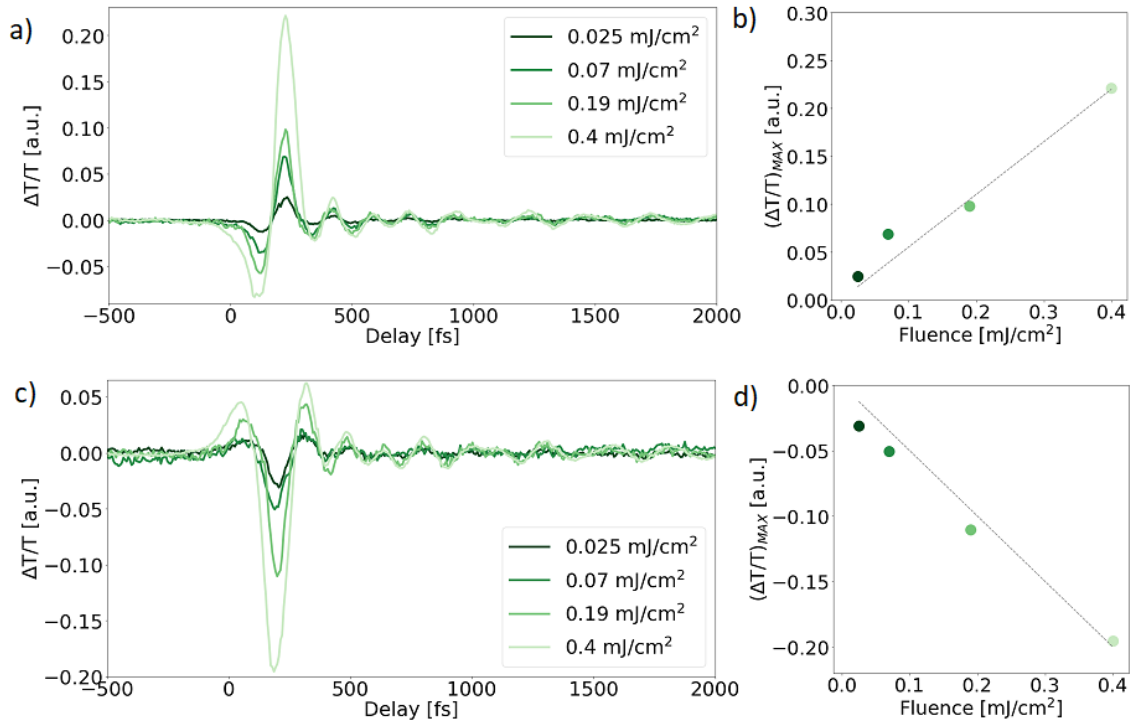 a)
ΔT/T [a.u.]
0.20
0.15
0.10
0.05
0.00
−0.05
0.025 mJ/cm²
0.07 mJ/cm²
0.19 mJ/cm²
0.4 mJ/cm²
−500
0
500
1000
1500
2000
Delay [fs]
b)
(ΔT/T)MAX [a.u.]
0.30
0.25
0.20
0.15
0.10
0.05
0.00
0.0
0.1
0.2
0.3
0.4
Fluence [mJ/cm²]
c)
ΔT/T [a.u.]
0.05
0.00
−0.05
−0.10
−0.15
−0.20
0.025 mJ/cm²
0.07 mJ/cm²
0.19 mJ/cm²
0.4 mJ/cm²
−500
0
500
1000
1500
2000
Delay [fs]
d)
(ΔT/T)MAX [a.u.]
0.00
−0.05
−0.10
−0.15
−0.20
0.0
0.1
0.2
0.3
0.4
Fluence [mJ/cm²]